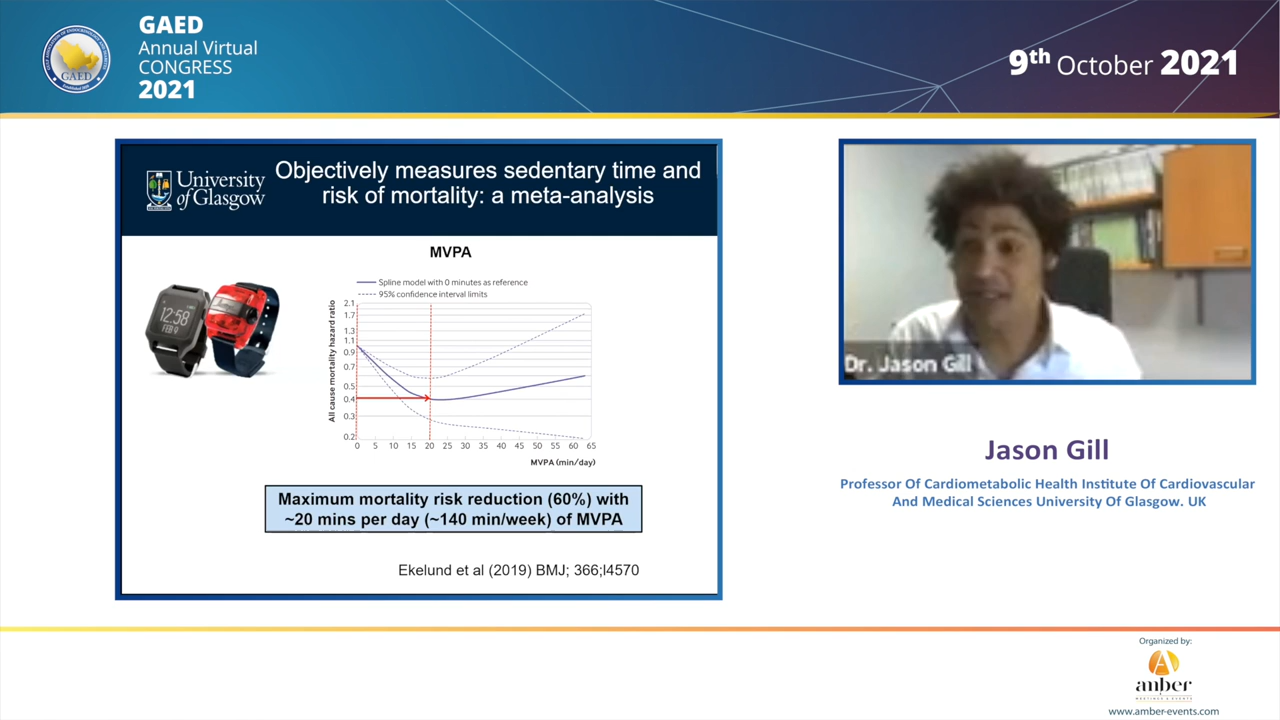 GAED
Annual Virtual
CONGRESS
2021
GAED
9th October 2021
University
of Glasgow
Objectively measures sedentary time and
risk of mortality: a meta-analysis
MVPA
12:58
FEB 9
Spline model with 0 minutes as reference
95% confidence interval limits
All cause mortality hazard ratio
2.1
1.7
1.3
1.1
0.9
0.7
0.5
0.4
0.3
0.2
0 5 10 15 20 25 30 35 40 45 50 55 60 65
MVPA (min/day)
Maximum mortality risk reduction (60%) with
~20 mins per day (~140 min/week) of MVPA
Ekelund et al (2019) BMJ; 366;l4570
Dr. Jason Gill
Jason Gill
Professor Of Cardiometabolic Health Institute Of Cardiovascular
And Medical Sciences University Of Glasgow. UK
Organized by:
anber
MEETINGS & EVENTS
www.amber-events.com